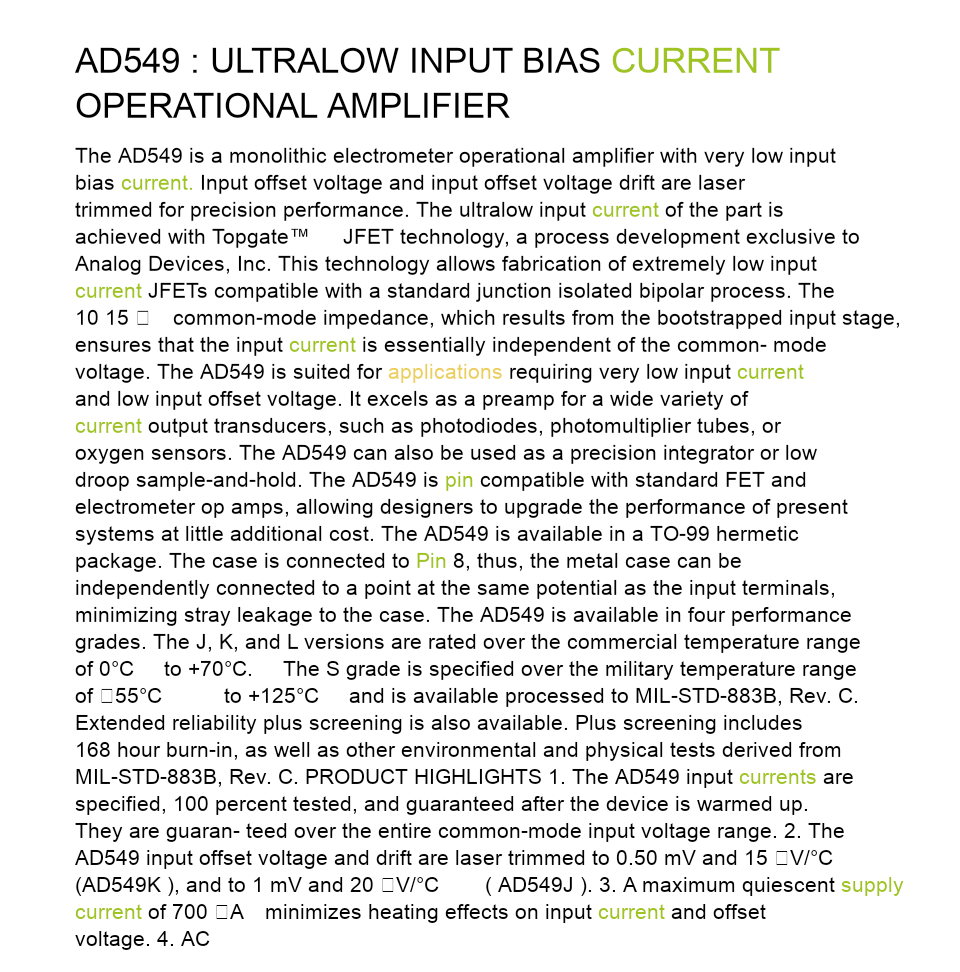 AD549 : ULTRALOW INPUT BIAS CURRENT
OPERATIONAL AMPLIFIER
The AD549 is a monolithic electrometer operational amplifier with very low input
bias current. Input offset voltage and input offset voltage drift are laser
trimmed for precision performance. The ultralow input current of the part is
achieved with Topgate™ JFET technology, a process development exclusive to
Analog Devices, Inc. This technology allows fabrication of extremely low input
current JFETs compatible with a standard junction isolated bipolar process. The
10 15 □ common-mode impedance, which results from the bootstrapped input stage,
ensures that the input current is essentially independent of the common- mode
voltage. The AD549 is suited for applications requiring very low input current
and low input offset voltage. It excels as a preamp for a wide variety of
current output transducers, such as photodiodes, photomultiplier tubes, or
oxygen sensors. The AD549 can also be used as a precision integrator or low
droop sample-and-hold. The AD549 is pin compatible with standard FET and
electrometer op amps, allowing designers to upgrade the performance of present
systems at little additional cost. The AD549 is available in a TO-99 hermetic
package. The case is connected to Pin 8, thus, the metal case can be
independently connected to a point at the same potential as the input terminals,
minimizing stray leakage to the case. The AD549 is available in four performance
grades. The J, K, and L versions are rated over the commercial temperature range
of 0°C to +70°C. The S grade is specified over the military temperature range
of □55°C to +125°C and is available processed to MIL-STD-883B, Rev. C.
Extended reliability plus screening is also available. Plus screening includes
168 hour burn-in, as well as other environmental and physical tests derived from
MIL-STD-883B, Rev. C. PRODUCT HIGHLIGHTS 1. The AD549 input currents are
specified, 100 percent tested, and guaranteed after the device is warmed up.
They are guaran- teed over the entire common-mode input voltage range. 2. The
AD549 input offset voltage and drift are laser trimmed to 0.50 mV and 15 □V/°C
(AD549K ), and to 1 mV and 20 □V/°C ( AD549J ). 3. A maximum quiescent supply
current of 700 □A minimizes heating effects on input current and offset
voltage. 4. AC